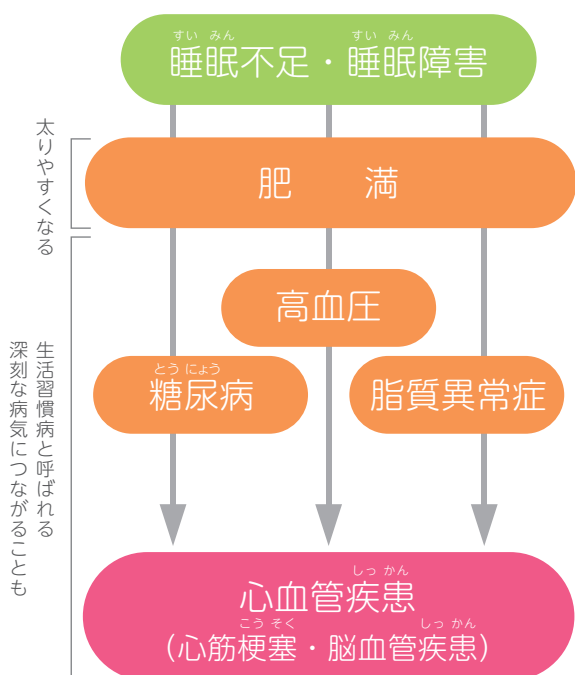 すい みん すい みん
睡眠不足・睡眠障害
太りやすくなる
肥 満
高血圧
とう にょう
糖尿病
脂質異常症
生活習慣病と呼ばれる
深刻な病気につながることも
しっ かん
心血管疾患
こう そく しっ かん
（心筋梗塞・脳血管疾患）